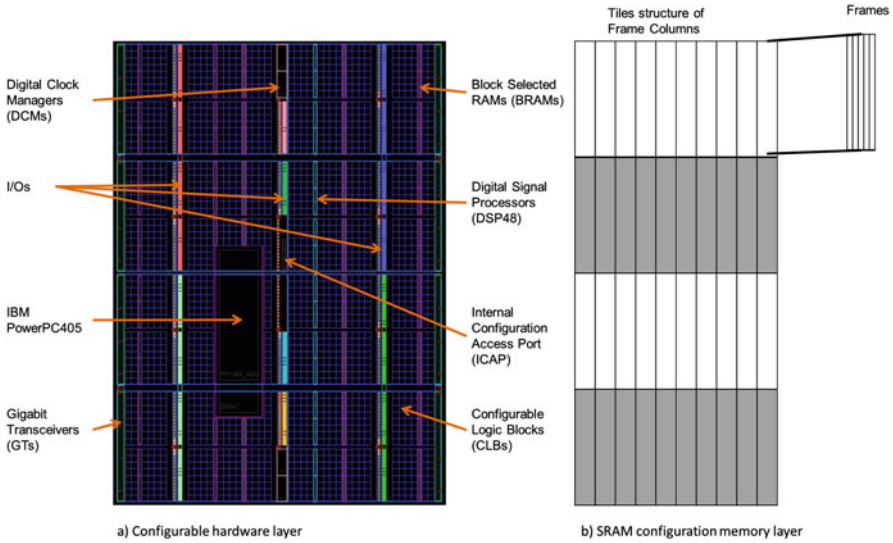 Tiles structure of
Frame Columns
Frames
Digital Clock
Managers
(DCMs)
Block Selected
RAMs (BRAMs)
I/Os
Digital Signal
Processors
(DSP48)
IBM
PowerPC405
Internal
Configuration
Access Port
(ICAP)
Gigabit
Transceivers
(GTs)
Configurable
Logic Blocks
(CLBs)
EMAC
a) Configurable hardware layer
b) SRAM configuration memory layer